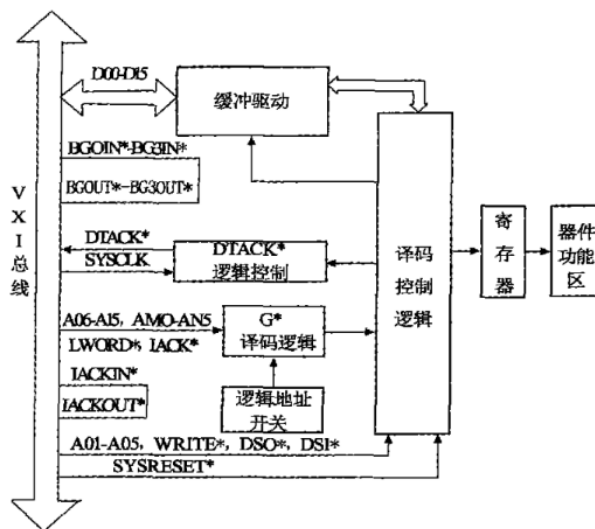 VXI总线
D00-D15
缓冲驱动
BGOIN*-BG3IN*
BGOUT*-BG3OUT*
DTACK*
SYSCLK
DTACK*
逻辑控制
A06-A15, AMO-AN5
LWORD*, IACK*
G*
译码逻辑
IACKIN*
IACKOUT*
逻辑地址
开关
A01-A05, WRITE*, DSO*, DSI*
SYSRESET*
译码
控制
逻辑
寄存器
器件
功能
区